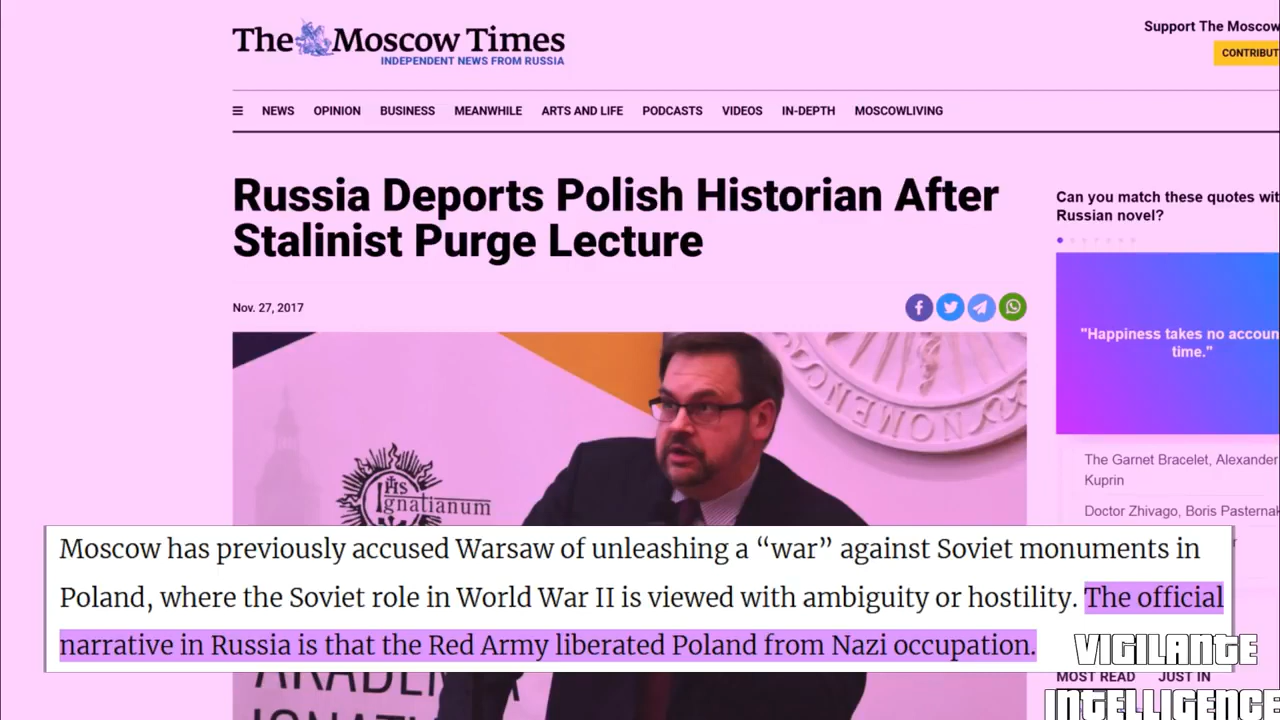 The Moscow Times
INDEPENDENT NEWS FROM RUSSIA
Support The Moscow
CONTRIBUT
NEWS OPINION BUSINESS MEANWHILE ARTS AND LIFE PODCASTS VIDEOS IN-DEPTH MOSCOWLIVING
Russia Deports Polish Historian After
Stalinist Purge Lecture
Nov. 27, 2017
Can you match these quotes wit
Russian novel?
"Happiness takes no accoun
time."
The Garnet Bracelet, Alexander
Kuprin
Doctor Zhivago, Boris Pasternak
IHS
Ignatianum
NOMEN
Moscow has previously accused Warsaw of unleashing a “war” against Soviet monuments in
Poland, where the Soviet role in World War II is viewed with ambiguity or hostility. The official
narrative in Russia is that the Red Army liberated Poland from Nazi occupation.
VIGILANTE
INTELLIGENCE
MOST READ JUST IN